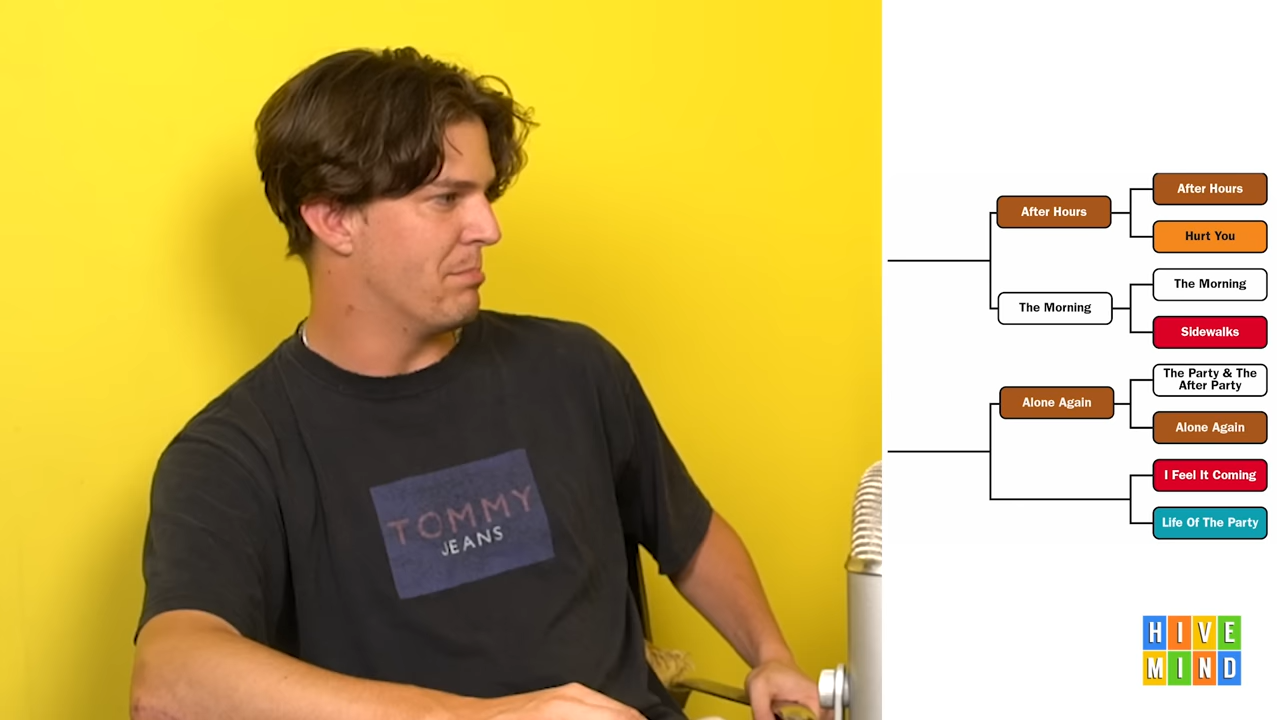 TOMMY
JEANS
After Hours
After Hours
Hurt You
The Morning
The Morning
Sidewalks
The Party & The
After Party
Alone Again
Alone Again
I Feel It Coming
Life Of The Party
HIVE
MIND